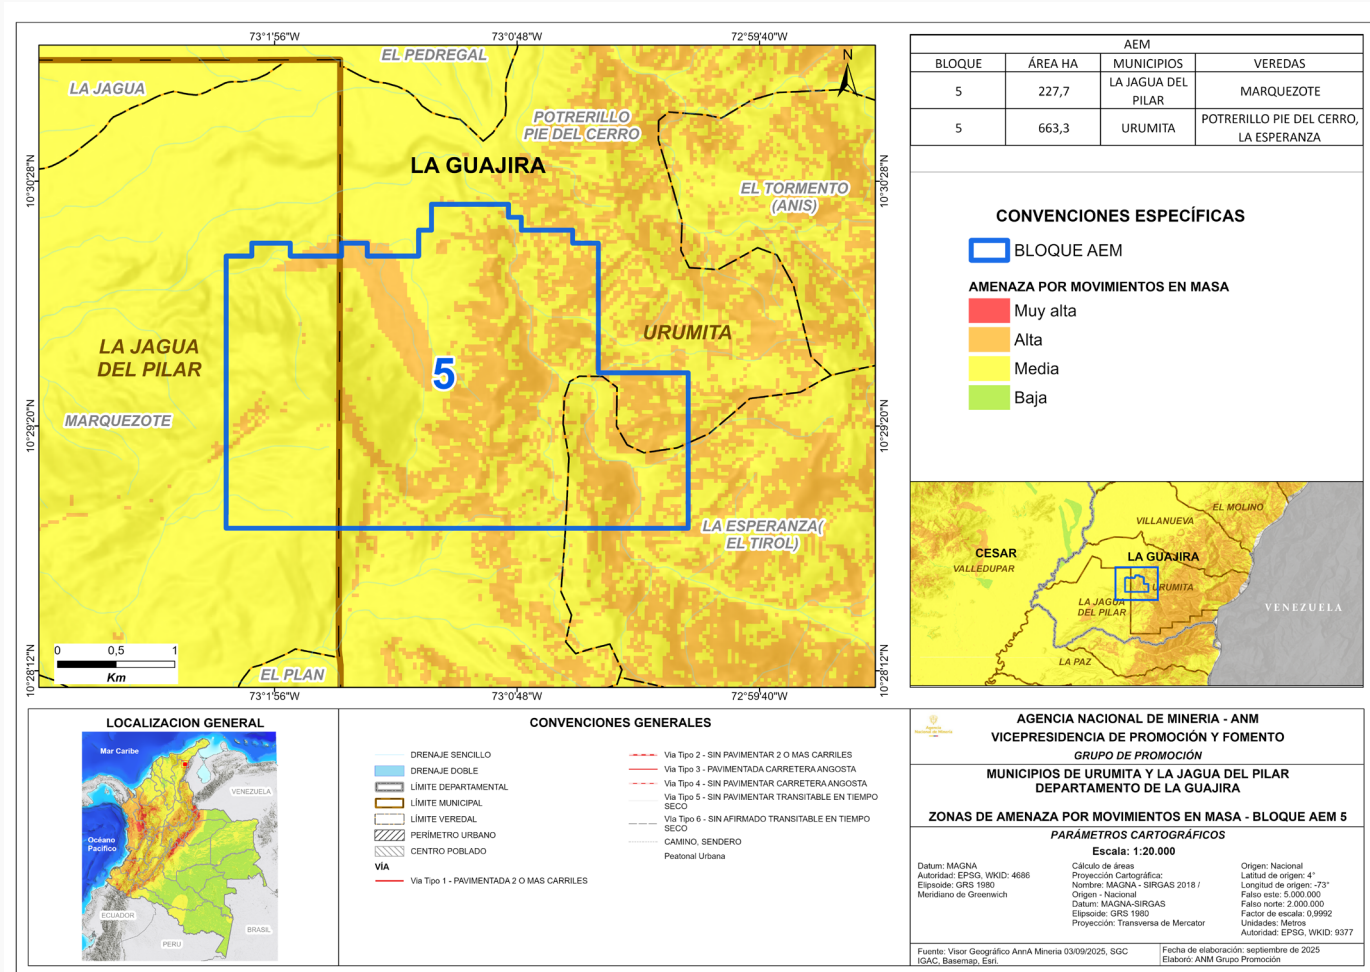 73°1'56"W
73°0'48"W
72°59'40"W
10°30'28"N
10°29'20"N
10°28'12"N
10°30'28"N
10°29'20"N
10°28'12"N
73°1'56"W
73°0'48"W
72°59'40"W
N
EL PEDREGAL
LA JAGUA
POTRERILLO
PIE DEL CERRO
LA GUAJIRA
EL TORMENTO
(ANIS)
URUMITA
LA JAGUA
DEL PILAR
5
MARQUEZOTE
LA ESPERANZA(
EL TIROL)
EL PLAN
0 0,5 1
Km
AEM
BLOQUE ÁREA HA MUNICIPIOS VEREDAS
5 227,7 LA JAGUA DEL PILAR MARQUEZOTE
5 663,3 URUMITA POTRERILLO PIE DEL CERRO, LA ESPERANZA
CONVENCIONES ESPECÍFICAS
BLOQUE AEM
AMENAZA POR MOVIMIENTOS EN MASA
Muy alta
Alta
Media
Baja
EL MOLINO
VILLANUEVA
CESAR
LA GUAJIRA
VALLEDUPAR
URUMITA
LA JAGUA
DEL PILAR
VENEZUELA
LA PAZ
LOCALIZACION GENERAL
Mar Caribe
VENEZUELA
Océano
Pacífico
ECUADOR
BRASIL
PERU
CONVENCIONES GENERALES
DRENAJE SENCILLO
DRENAJE DOBLE
LÍMITE DEPARTAMENTAL
LÍMITE MUNICIPAL
LÍMITE VEREDAL
PERÍMETRO URBANO
CENTRO POBLADO
VÍA
Via Tipo 1 - PAVIMENTADA 2 O MAS CARRILES
Via Tipo 2 - SIN PAVIMENTAR 2 O MAS CARRILES
Via Tipo 3 - PAVIMENTADA CARRETERA ANGOSTA
Via Tipo 4 - SIN PAVIMENTAR CARRETERA ANGOSTA
Via Tipo 5 - SIN PAVIMENTAR TRANSITABLE EN TIEMPO
SECO
Via Tipo 6 - SIN AFIRMADO TRANSITABLE EN TIEMPO
SECO
CAMINO, SENDERO
Peatonal Urbana
Agencia
Nacional de Minería
AGENCIA NACIONAL DE MINERIA - ANM
VICEPRESIDENCIA DE PROMOCIÓN Y FOMENTO
GRUPO DE PROMOCIÓN
MUNICIPIOS DE URUMITA Y LA JAGUA DEL PILAR
DEPARTAMENTO DE LA GUAJIRA
ZONAS DE AMENAZA POR MOVIMIENTOS EN MASA - BLOQUE AEM 5
PARÁMETROS CARTOGRÁFICOS
Escala: 1:20.000
Datum: MAGNA
Autoridad: EPSG, WKID: 4686
Elipsoide: GRS 1980
Meridiano de Greenwich
Cálculo de áreas
Proyección Cartográfica:
Nombre: MAGNA - SIRGAS 2018 /
Origen - Nacional
Datum: MAGNA-SIRGAS
Elipsoide: GRS 1980
Proyección: Transversa de Mercator
Origen: Nacional
Latitud de origen: 4°
Longitud de origen: -73°
Falso este: 5.000.000
Falso norte: 2.000.000
Factor de escala: 0,9992
Unidades: Metros
Autoridad: EPSG, WKID: 9377
Fuente: Visor Geográfico AnnA Mineria 03/09/2025, SGC
IGAC, Basemap, Esri.
Fecha de elaboración: septiembre de 2025
Elaboró: ANM Grupo Promoción